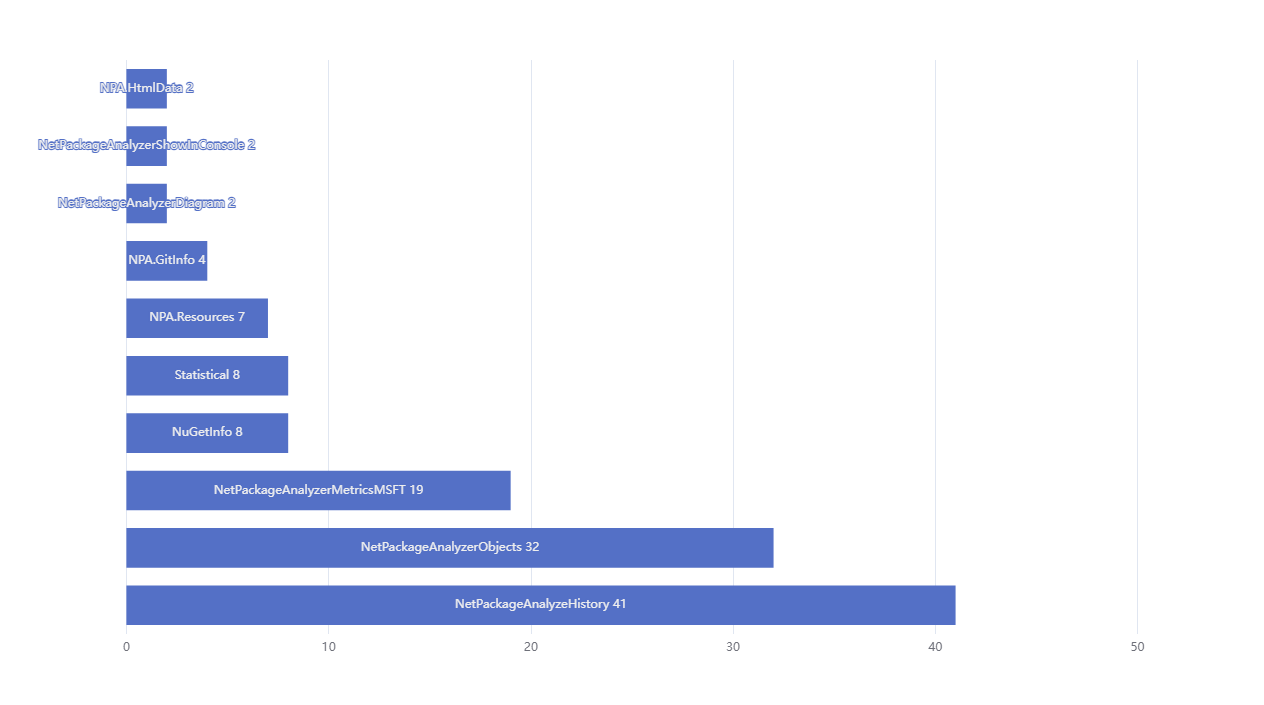 NPA.HtmlData 2
NetPackageAnalyzerShowInConsole 2
NetPackageAnalyzerDiagram 2
NPA.GitInfo 4
NPA.Resources 7
Statistical 8
NuGetInfo 8
NetPackageAnalyzerMetricsMSFT 19
NetPackageAnalyzerObjects 32
NetPackageAnalyzeHistory 41
0 10 20 30 40 50